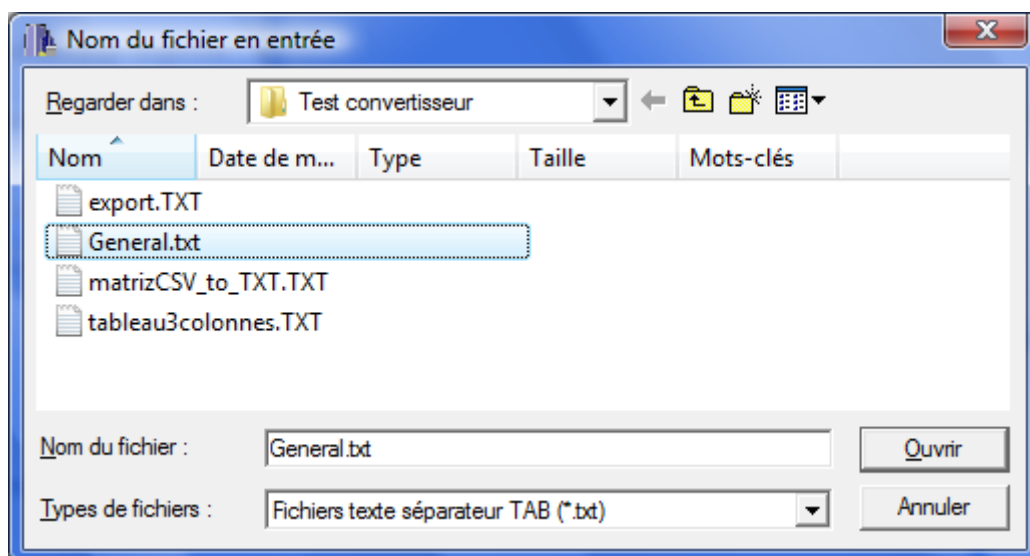 Nom du fichier en entrée
x
Regarder dans : Test convertisseur
Nom Date de m... Type Taille Mots-clés
export.TXT
General.txt
matrizCSV_to_TXT.TXT
tableau3colonnes.TXT
Nom du fichier : General.txt Ouvrir
Types de fichiers : Fichiers texte séparateur TAB (*.txt) Annuler